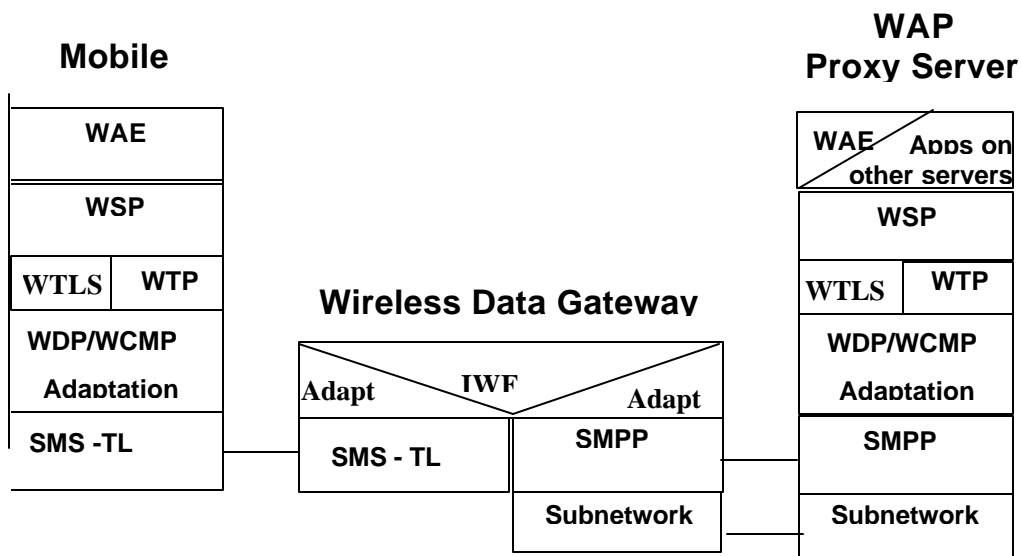 Mobile
WAE
WSP
WTLS WTP
WDP/WCMP
Adaptation
SMS -TL
Wireless Data Gateway
Adapt IWF Adapt
SMS - TL
SMPP
Subnetwork
WAP
Proxy Server
WAE Apps on
other servers
WSP
WTLS WTP
WDP/WCMP
Adaptation
SMPP
Subnetwork